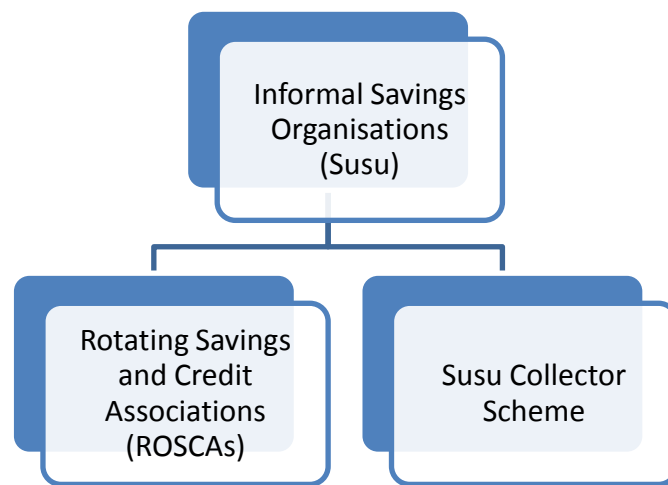 Informal Savings
Organisations
(Susu)
Rotating Savings
and Credit
Associations
(ROSCAs)
Susu Collector
Scheme